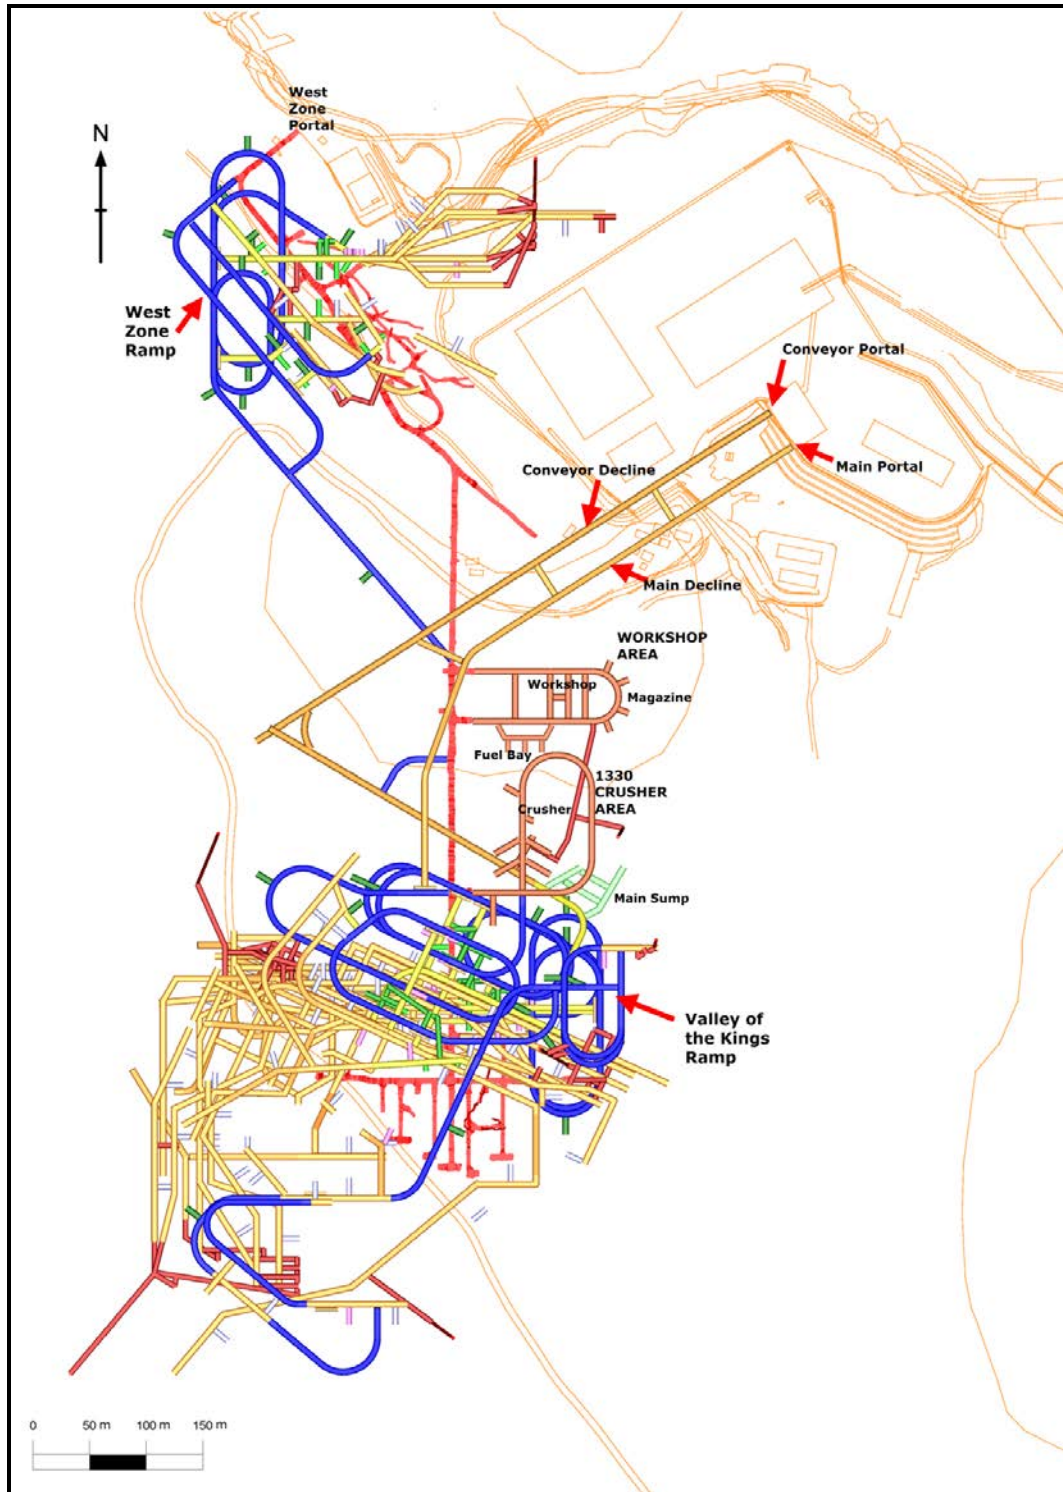 West
Zone
Portal
N
West
Zone
Ramp
Conveyor Portal
Main Portal
Conveyor Decline
Main Decline
WORKSHOP
AREA
Workshop
Magazine
Fuel Bay
1330
CRUSHER
AREA
Crusher
Main Sump
Valley of
the Kings
Ramp
0 50 m 100 m 150 m